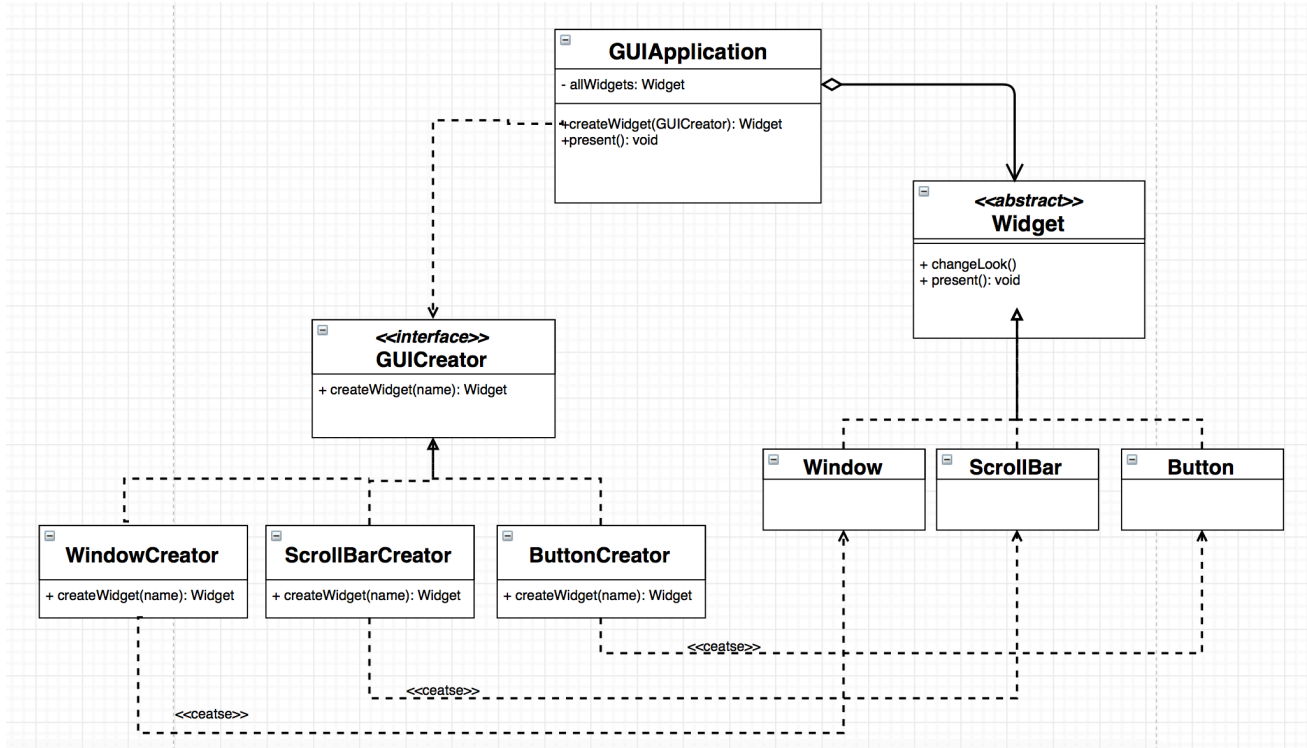 GUIApplication
- allWidgets: Widget
+createWidget(GUICreator): Widget
+present(): void
<<abstract>>
Widget
+ changeLook()
+ present(): void
<<interface>>
GUICreator
+ createWidget(name): Widget
Window
ScrollBar
Button
WindowCreator
+ createWidget(name): Widget
ScrollBarCreator
+ createWidget(name): Widget
ButtonCreator
+ createWidget(name): Widget
<<ceatse>>
<<ceatse>>
<<ceatse>>